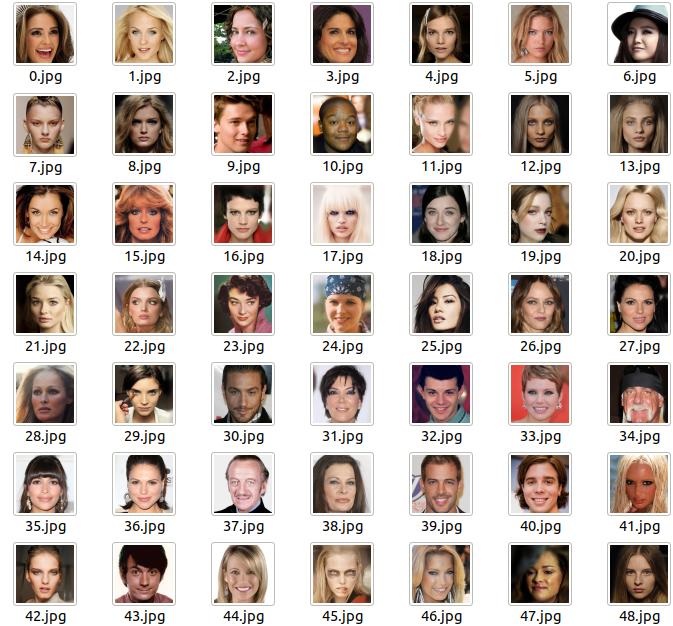 0.jpg 1.jpg 2.jpg 3.jpg 4.jpg 5.jpg 6.jpg
7.jpg 8.jpg 9.jpg 10.jpg 11.jpg 12.jpg 13.jpg
14.jpg 15.jpg 16.jpg 17.jpg 18.jpg 19.jpg 20.jpg
21.jpg 22.jpg 23.jpg 24.jpg 25.jpg 26.jpg 27.jpg
28.jpg 29.jpg 30.jpg 31.jpg 32.jpg 33.jpg 34.jpg
35.jpg 36.jpg 37.jpg 38.jpg 39.jpg 40.jpg 41.jpg
42.jpg 43.jpg 44.jpg 45.jpg 46.jpg 47.jpg 48.jpg